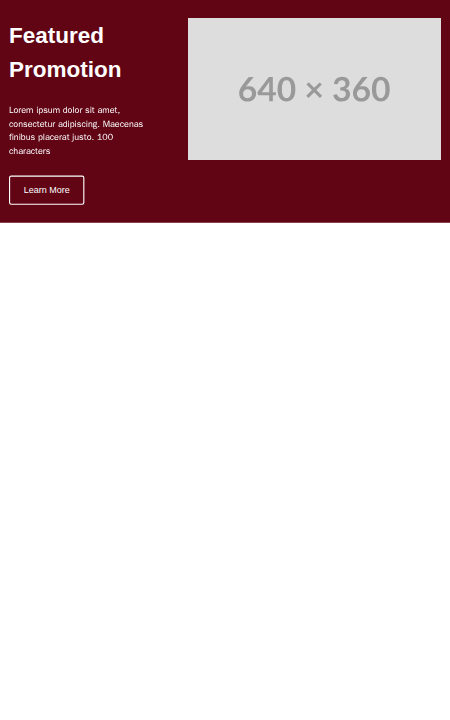 Featured
Promotion
Lorem ipsum dolor sit amet,
consectetur adipiscing. Maecenas
finibus placerat justo. 100
characters
Learn More
640 × 360